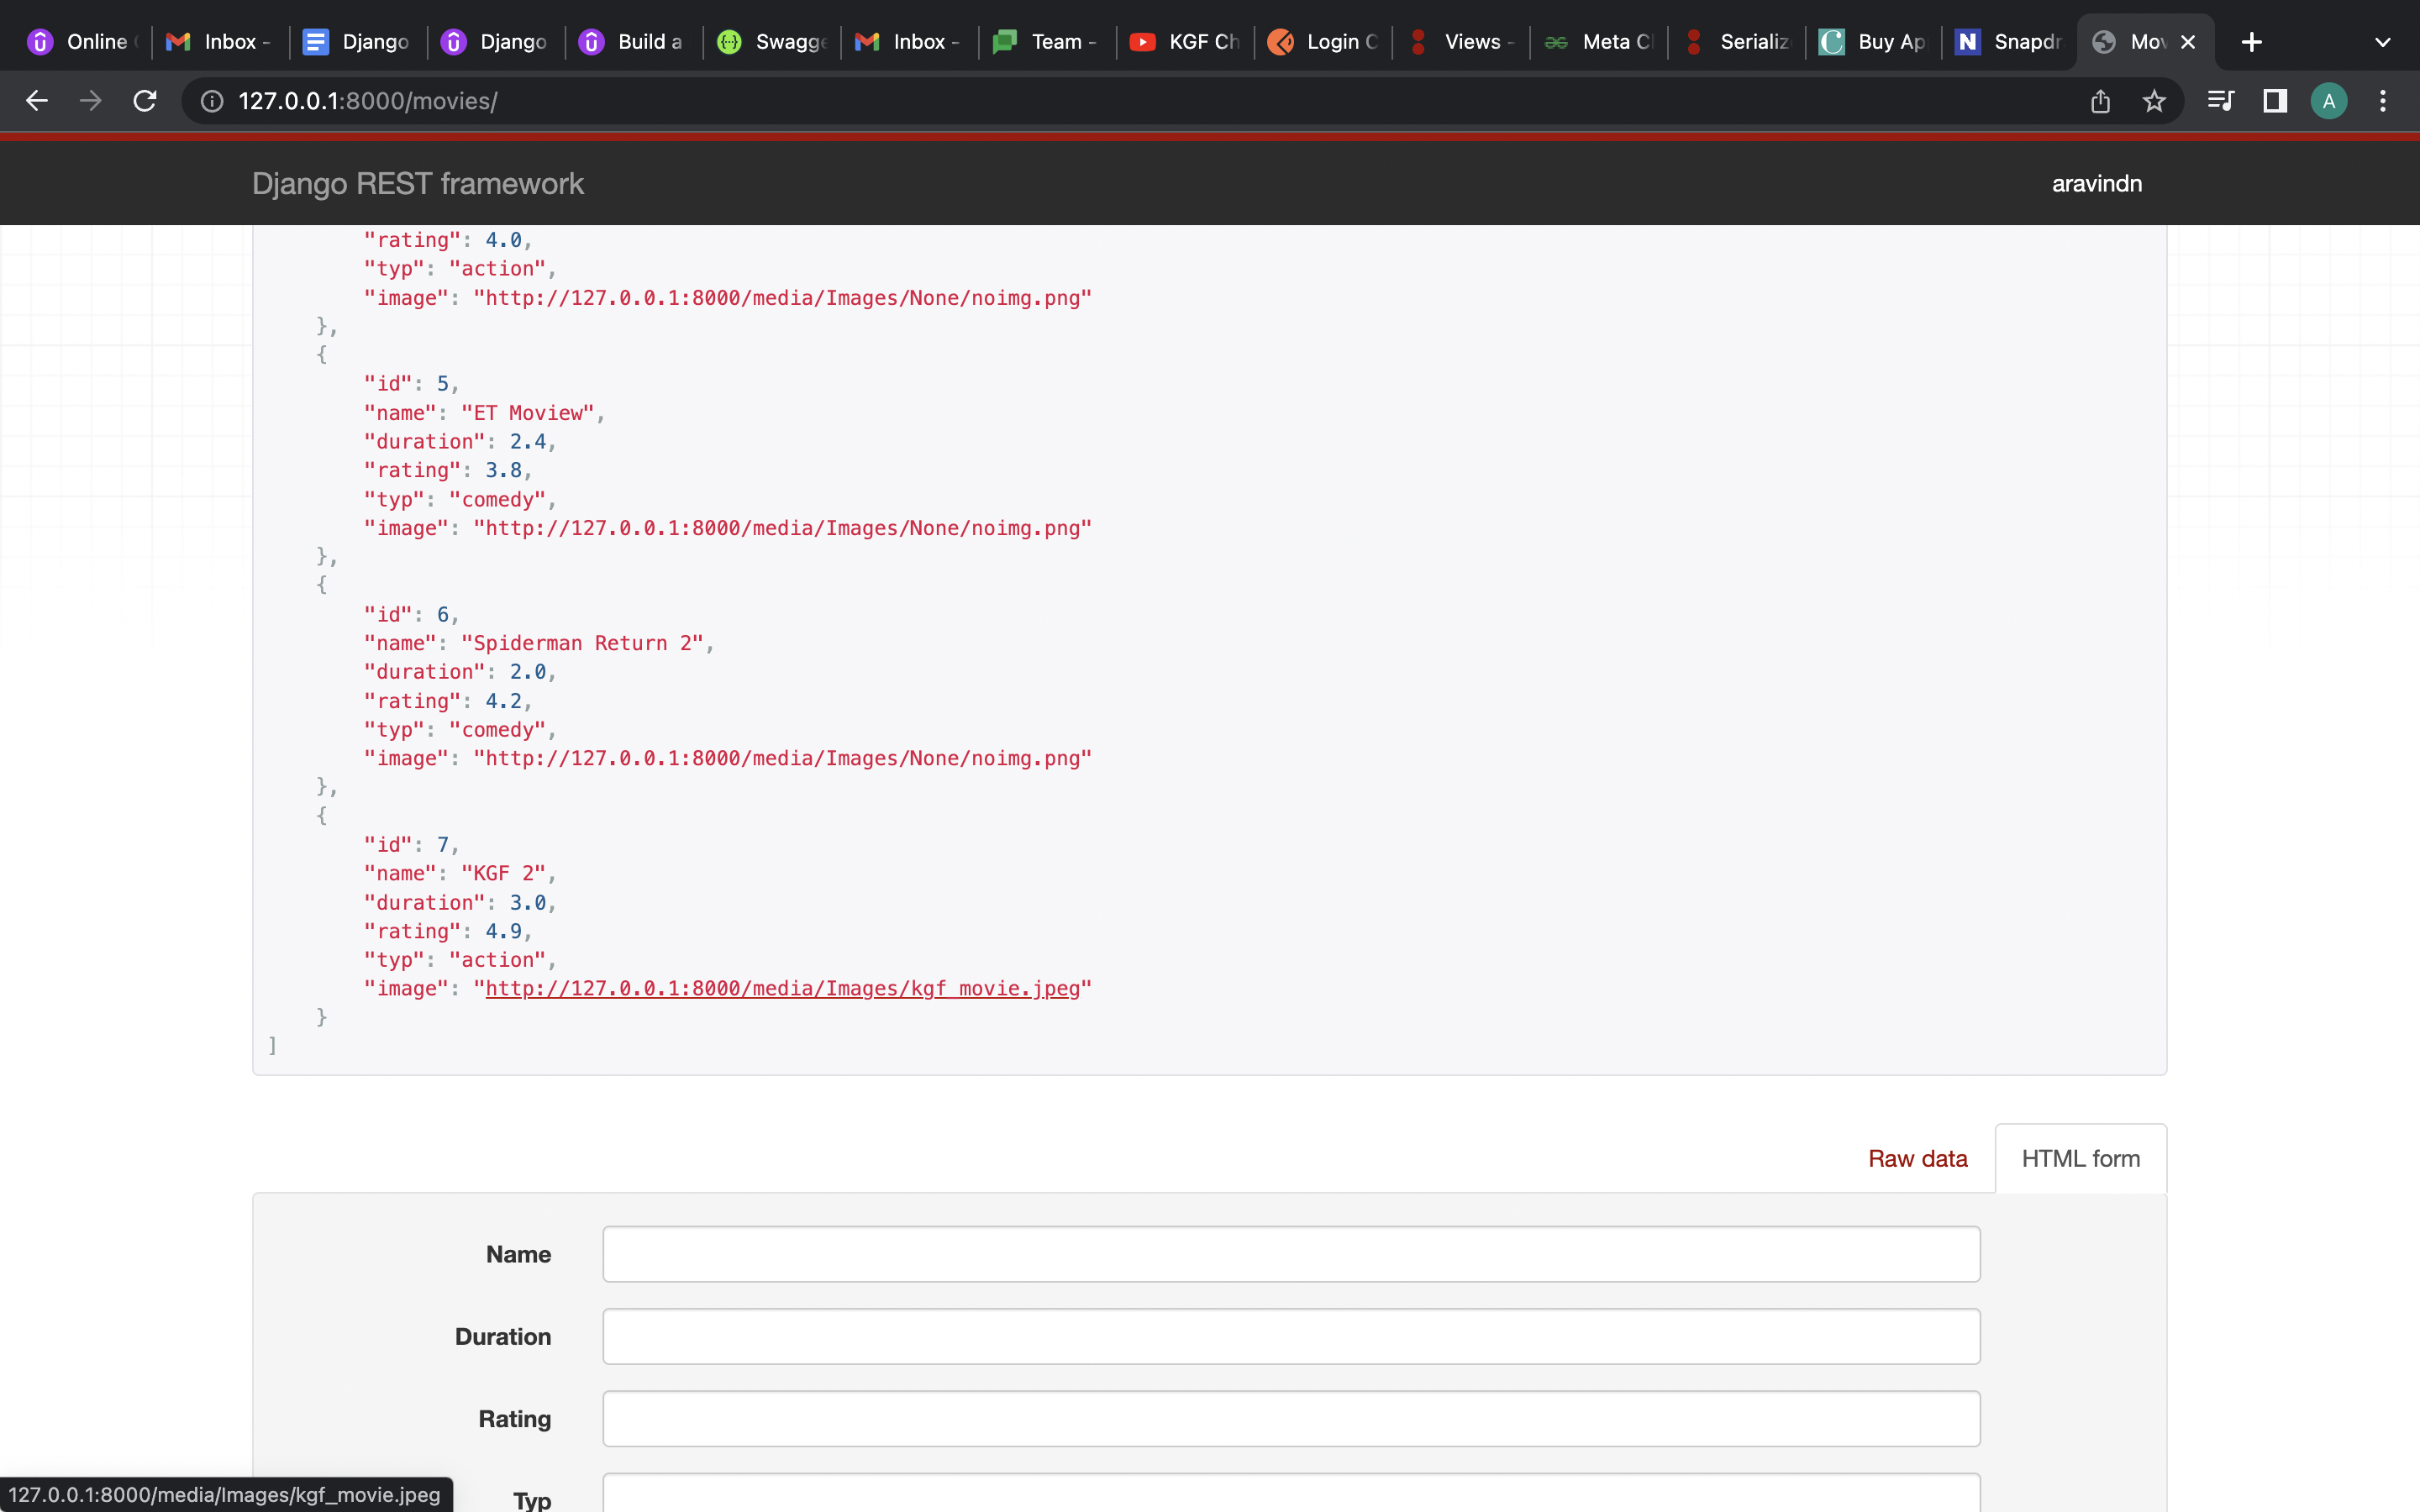 Online
Inbox -
Django
Django
Build a
Swagge
Inbox -
Team -
KGF Ch
Login C
Views -
Meta Cl
Serializ
Buy Ap
Snapdr
Mov
127.0.0.1:8000/movies/
A
Django REST framework
aravindn
"rating": 4.0,
"typ": "action",
"image": "http://127.0.0.1:8000/media/Images/None/noimg.png"
},
{
"id": 5,
"name": "ET Moview",
"duration": 2.4,
"rating": 3.8,
"typ": "comedy",
"image": "http://127.0.0.1:8000/media/Images/None/noimg.png"
},
{
"id": 6,
"name": "Spiderman Return 2",
"duration": 2.0,
"rating": 4.2,
"typ": "comedy",
"image": "http://127.0.0.1:8000/media/Images/None/noimg.png"
},
{
"id": 7,
"name": "KGF 2",
"duration": 3.0,
"rating": 4.9,
"typ": "action",
"image": "http://127.0.0.1:8000/media/Images/kgf_movie.jpeg"
}
]
Raw data
HTML form
Name
Duration
Rating
Typ
127.0.0.1:8000/media/Images/kgf_movie.jpeg